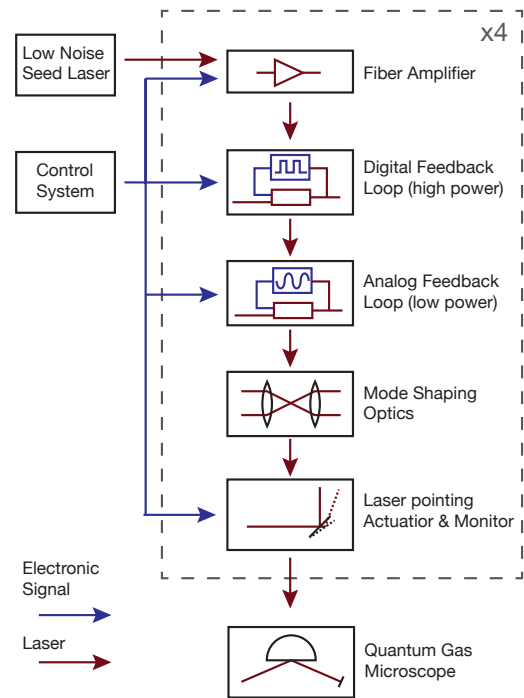 x4
Low Noise
Seed Laser
Fiber Amplifier
Control
System
Digital Feedback
Loop (high power)
Analog Feedback
Loop (low power)
Mode Shaping
Optics
Laser pointing
Actuatior & Monitor
Electronic
Signal
Laser
Quantum Gas
Microscope